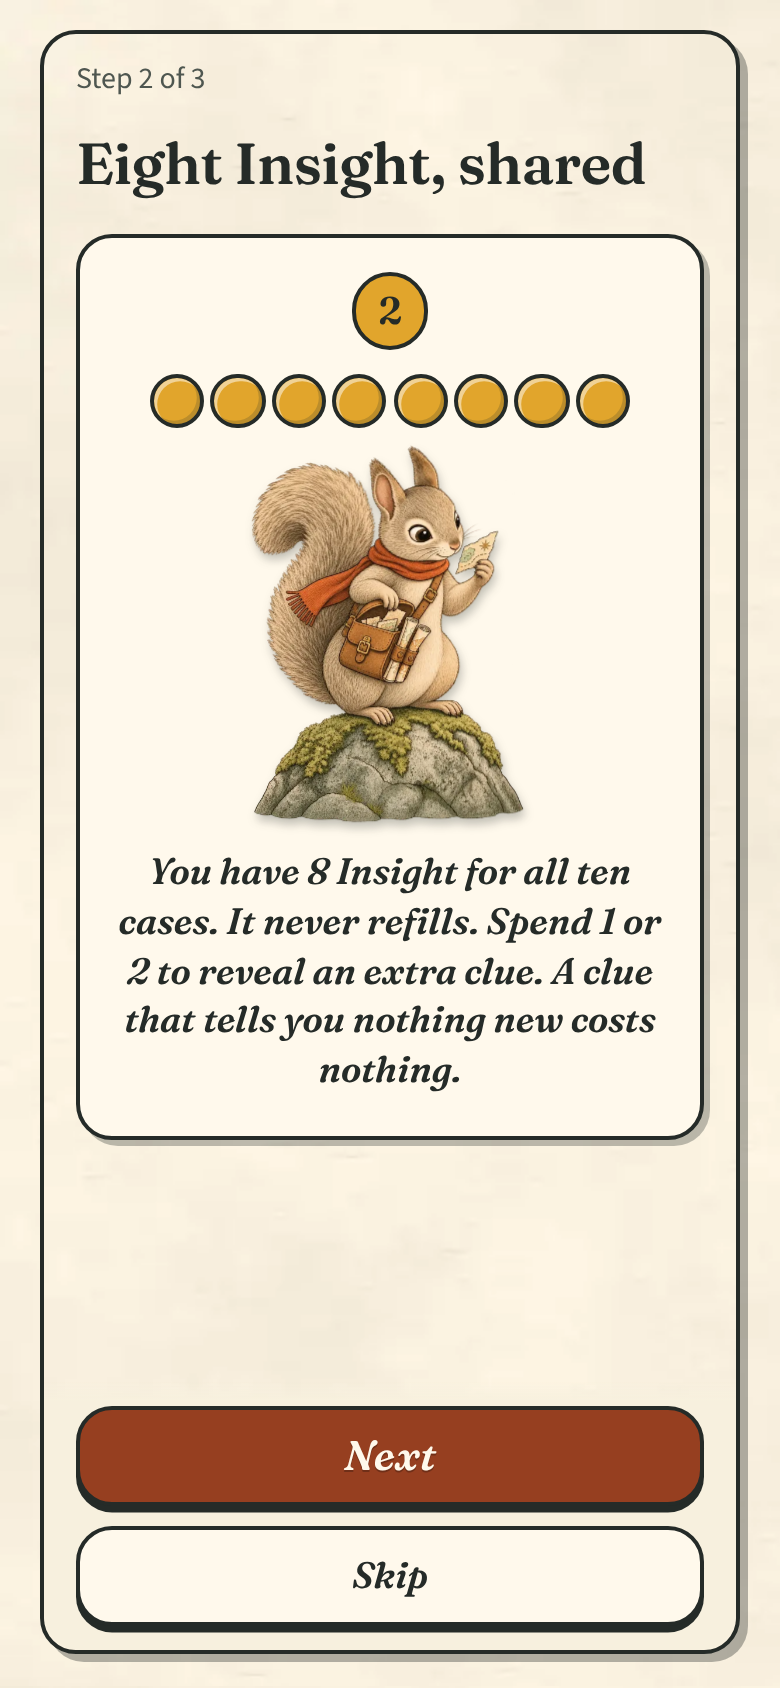 Step 2 of 3
Eight Insight, shared
2
You have 8 Insight for all ten
cases. It never refills. Spend 1 or
2 to reveal an extra clue. A clue
that tells you nothing new costs
nothing.
Next
Skip